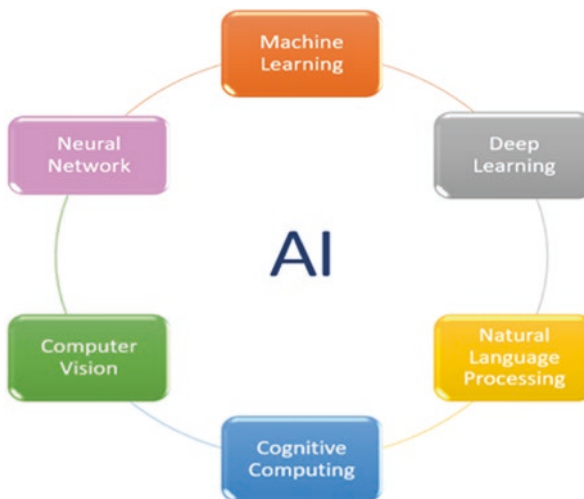 Machine
Learning
Neural
Network
Deep
Learning
AI
Computer
Vision
Natural
Language
Processing
Cognitive
Computing